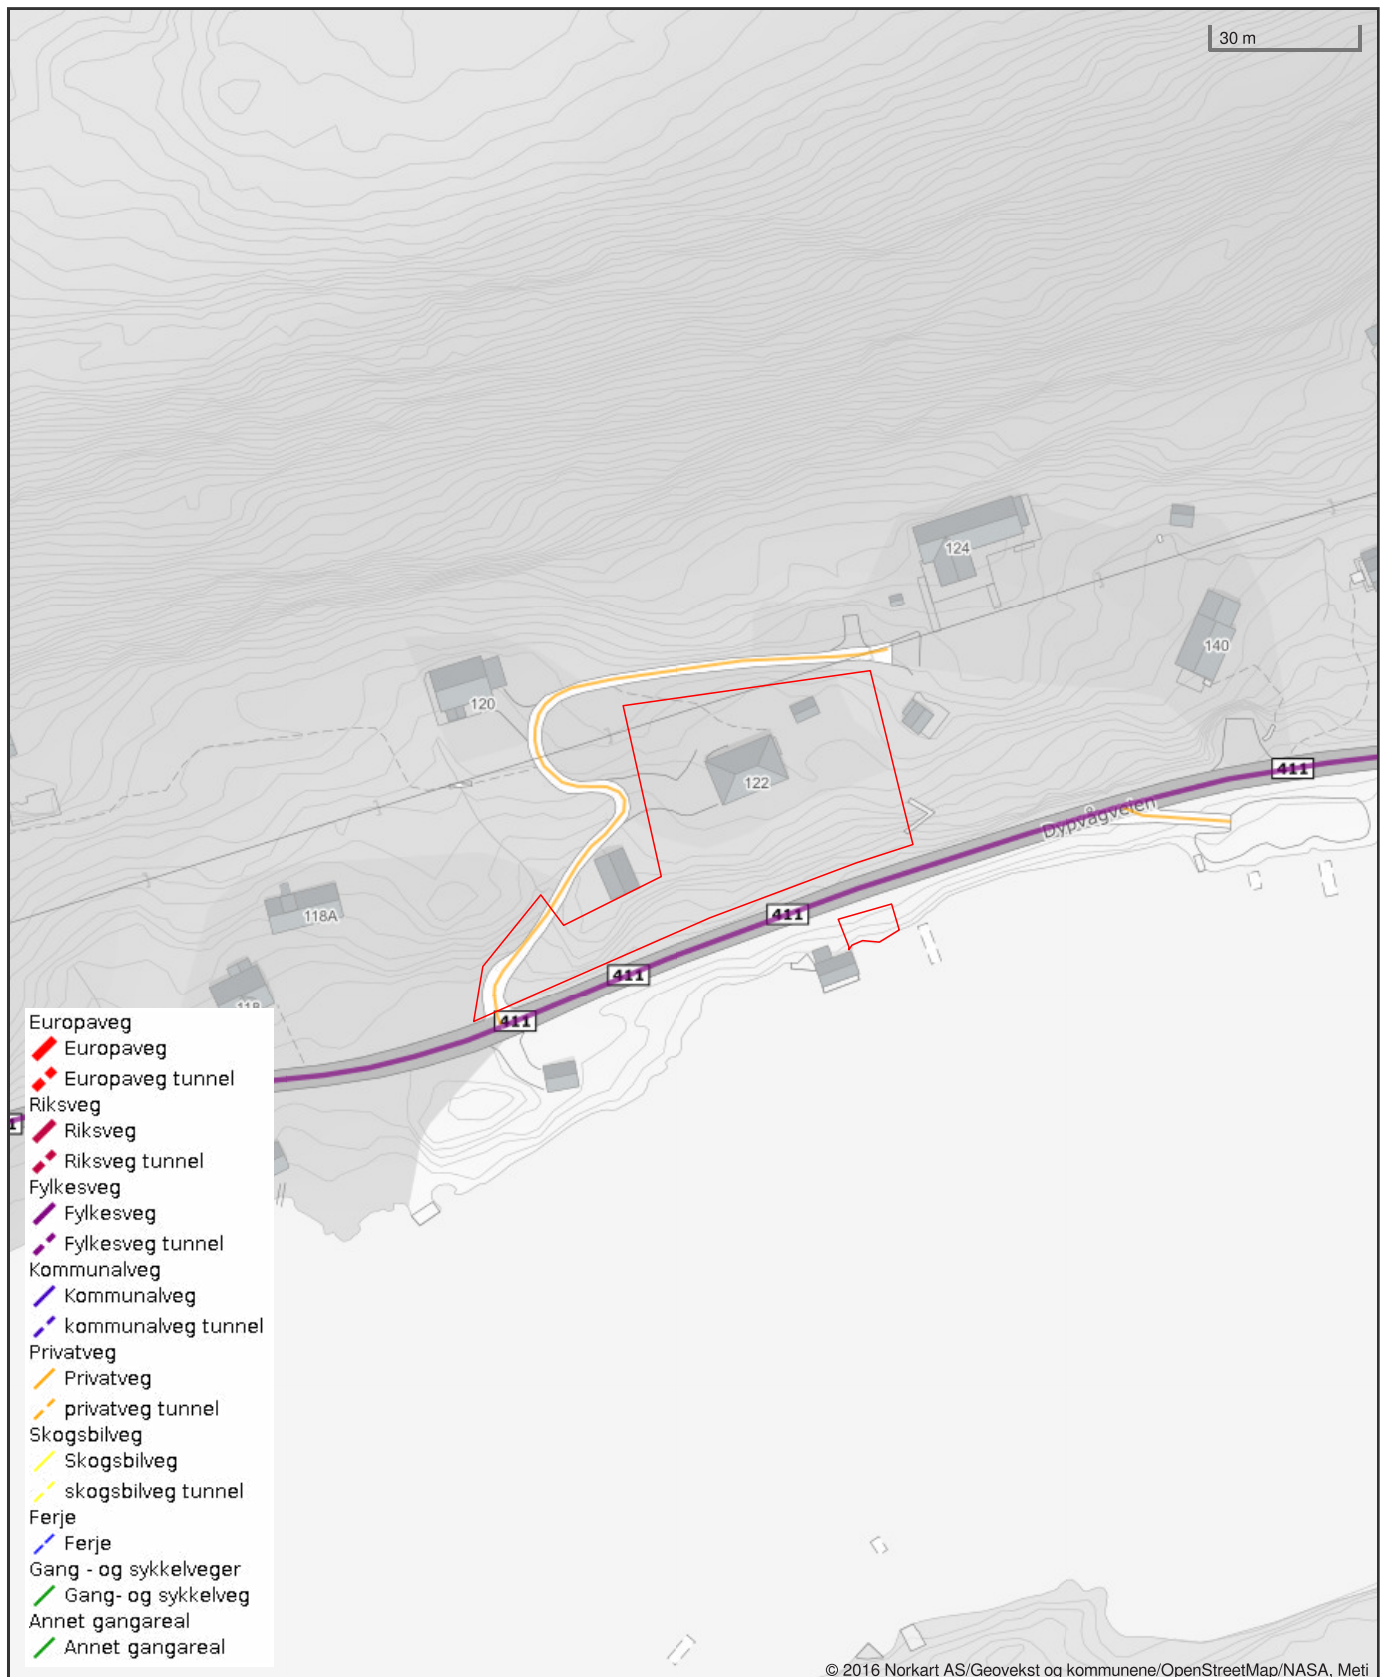 30 m
124
140
120
122
411
Dypvågveien
118A
411
411
118
411
1
Europaveg
Europaveg
Europaveg tunnel
Riksveg
Riksveg
Riksveg tunnel
Fylkesveg
Fylkesveg
Fylkesveg tunnel
Kommunalveg
Kommunalveg
kommunalveg tunnel
Privatveg
Privatveg
privatveg tunnel
Skogsbilveg
Skogsbilveg
skogsbilveg tunnel
Ferje
Ferje
Gang - og sykkelveger
Gang- og sykkelveg
Annet gangareal
Annet gangareal
© 2016 Norkart AS/Geovekst og kommunene/OpenStreetMap/NASA, Meti